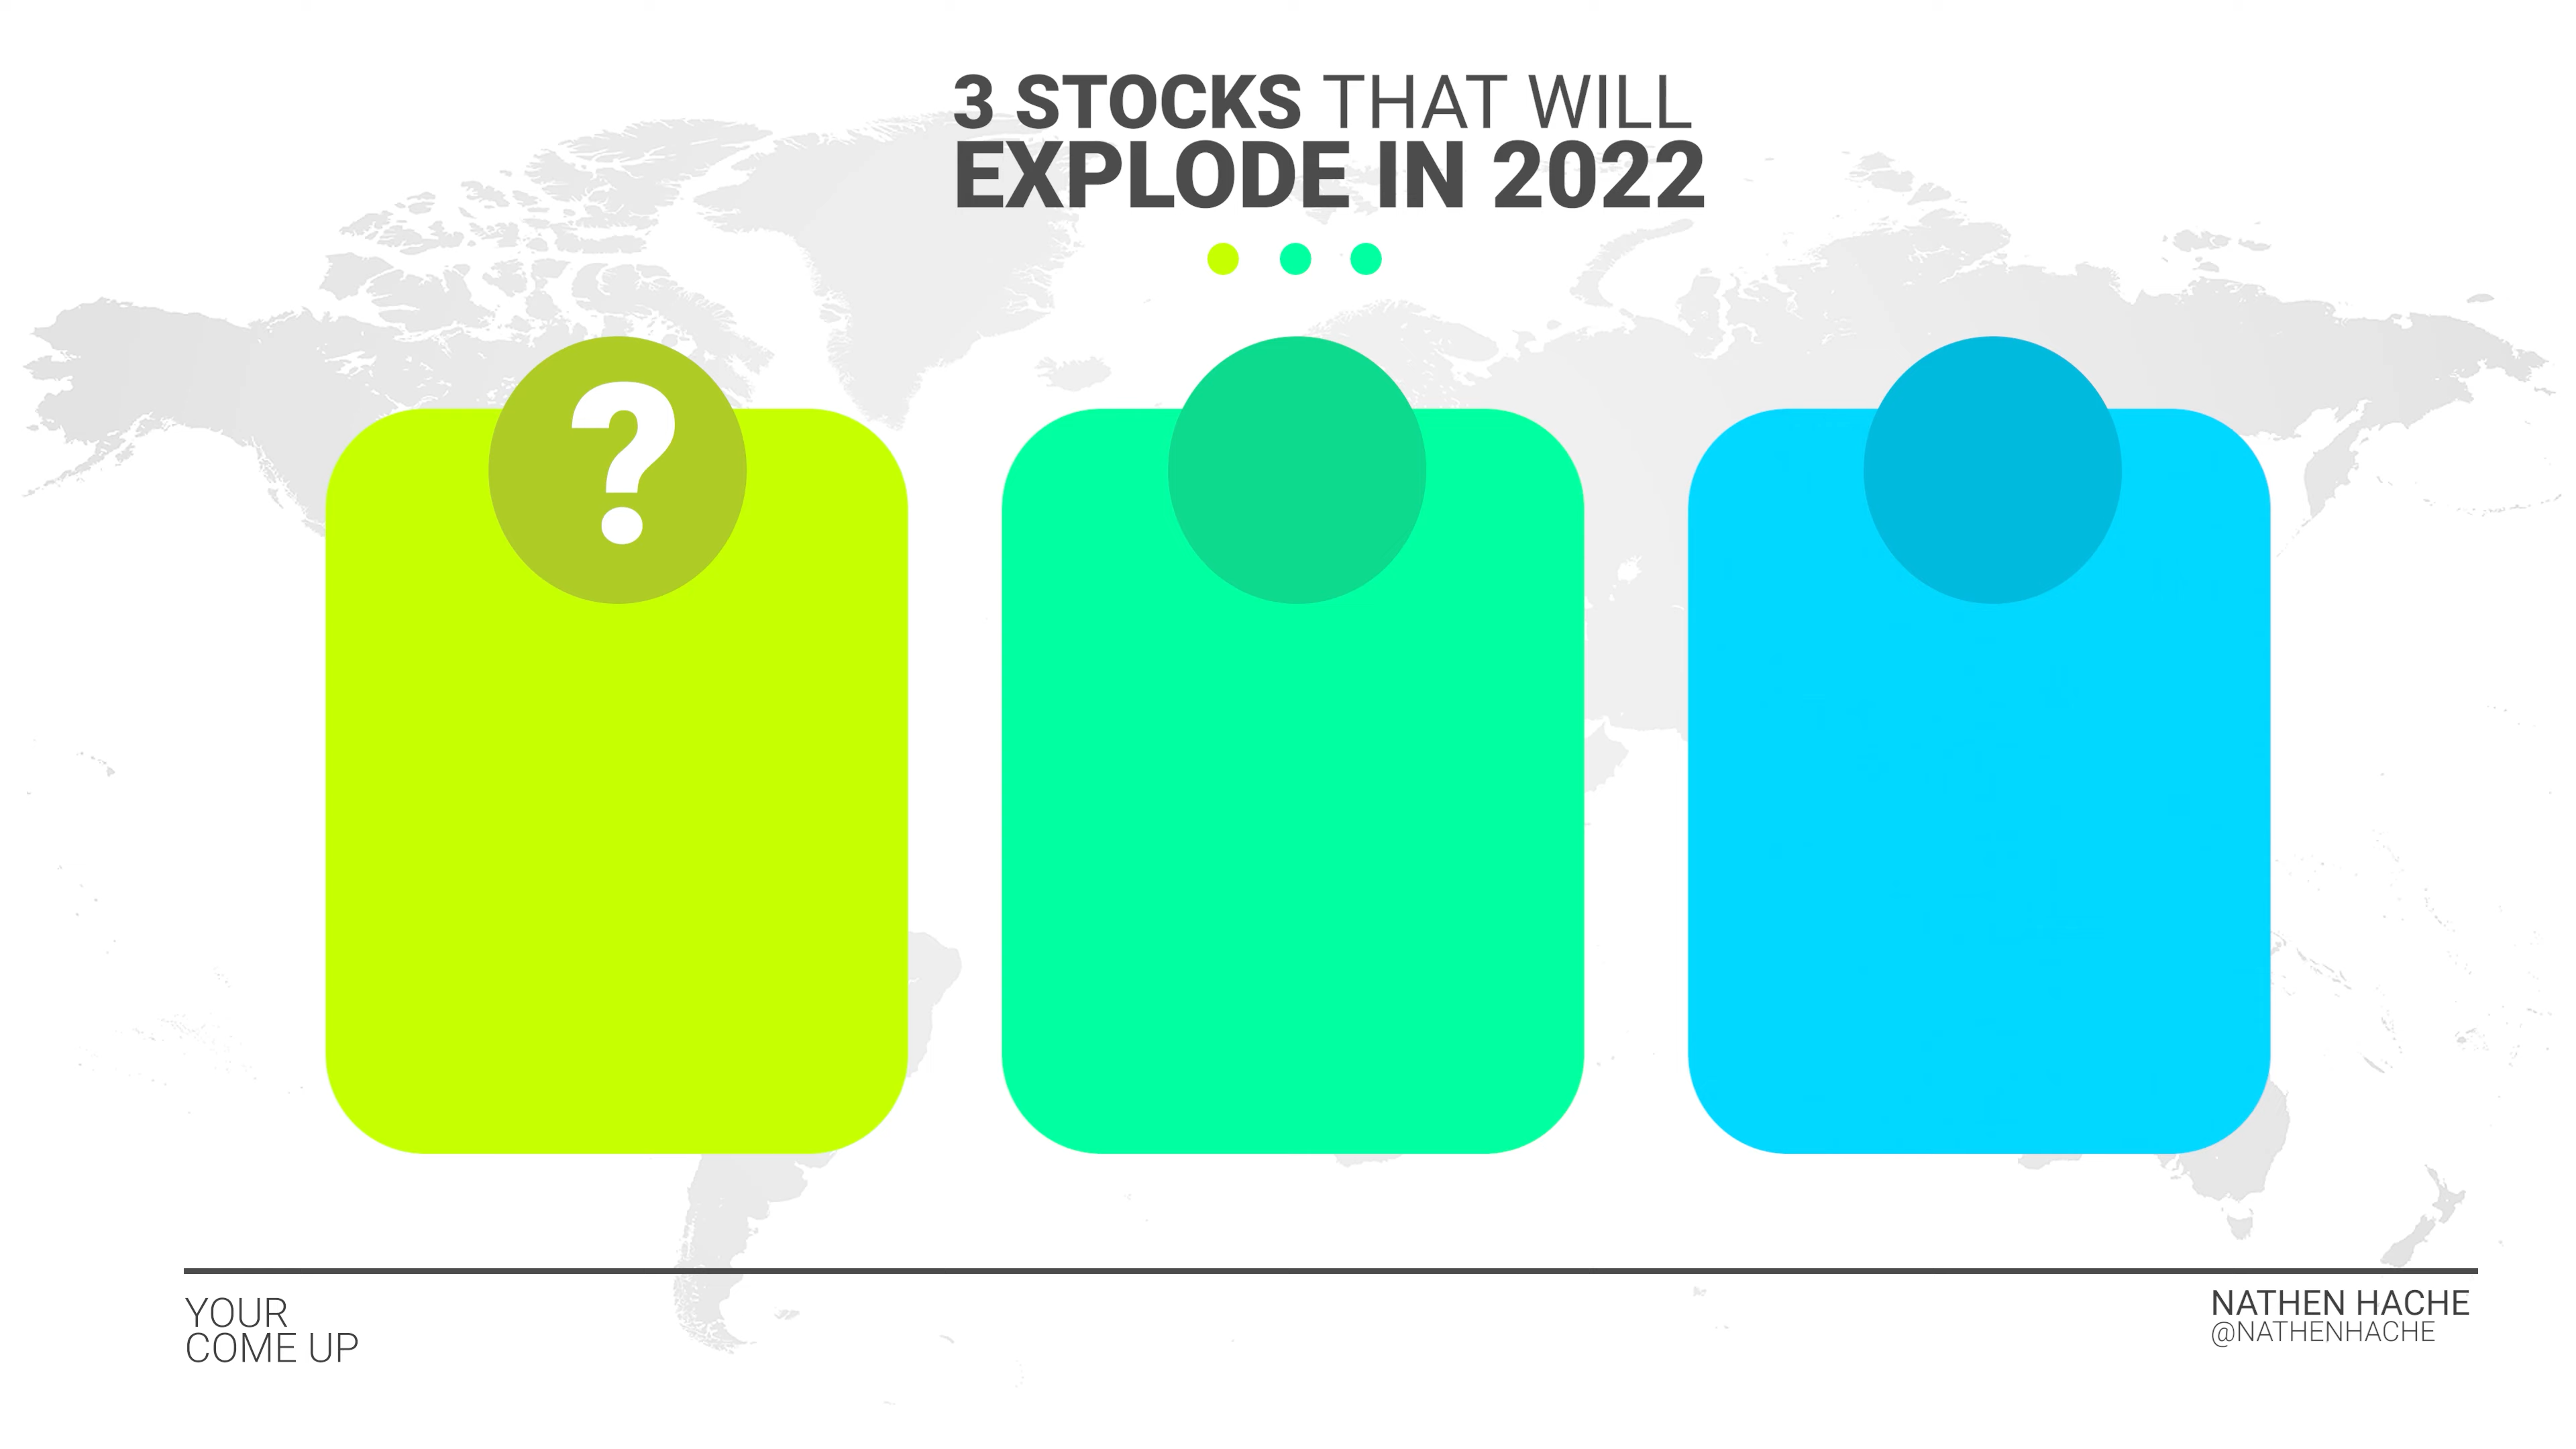 3 STOCKS THAT WILL
EXPLODE IN 2022
?
YOUR
COME UP
NATHEN HACHE
@NATHENHACHE